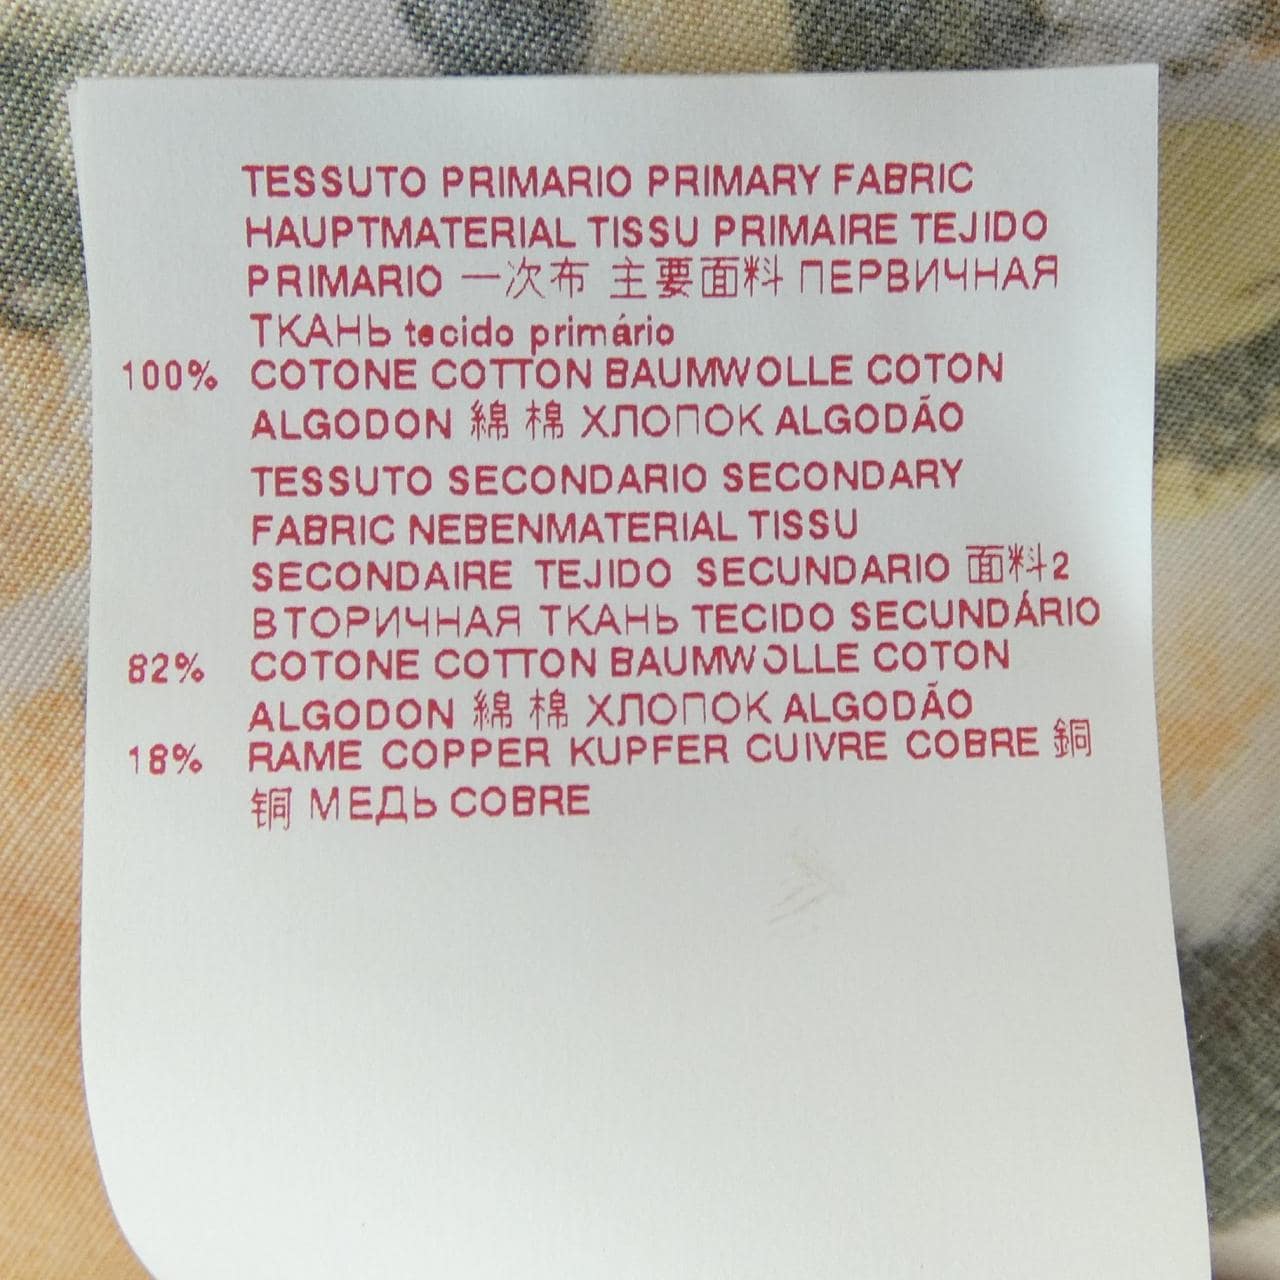 TESSUTO PRIMARIO PRIMARY FABRIC
HAUPTMATERIAL TISSU PRIMAIRE TEJIDO
PRIMARIO 一次布 主要面料 ПЕРВИЧНАЯ
ТКАНЬ tecido primário
100% COTONE COTTON BAUMWOLLE COTON
ALGODON 綿 棉 ХЛОПОК ALGODÃO
TESSUTO SECONDARIO SECONDARY
FABRIC NEBENMATERIAL TISSU
SECONDAIRE TEJIDO SECUNDARIO 面料2
ВТОРИЧНАЯ ТКАНЬ TECIDO SECUNDÁRIO
82% COTONE COTTON BAUMWOLLE COTON
ALGODON 綿 棉 ХЛОПОК ALGODÃO
18% RAME COPPER KUPFER CUIVRE COBRE 銅
铜 МЕДЬ COBRE